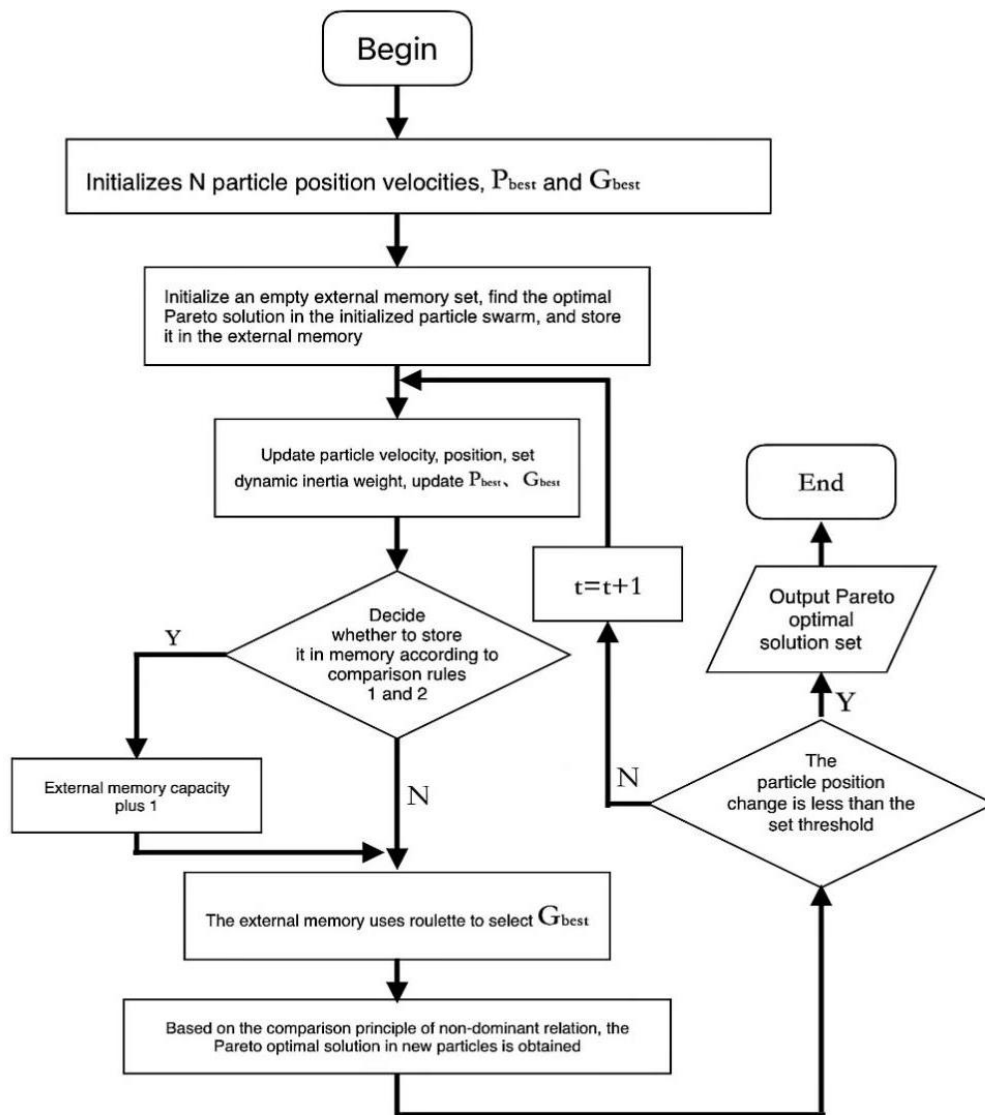 Begin
Initializes N particle position velocities, Pbest and Gbest
Initialize an empty external memory set, find the optimal
Pareto solution in the initialized particle swarm, and store
it in the external memory
Update particle velocity, position, set
dynamic inertia weight, update Pbest、 Gbest
Decide
whether to store
it in memory according to
comparison rules
1 and 2
Y
N
External memory capacity
plus 1
The external memory uses roulette to select Gbest
Based on the comparison principle of non-dominant relation, the
Pareto optimal solution in new particles is obtained
The
particle position
change is less than the
set threshold
N
t=t+1
Y
Output Pareto
optimal
solution set
End